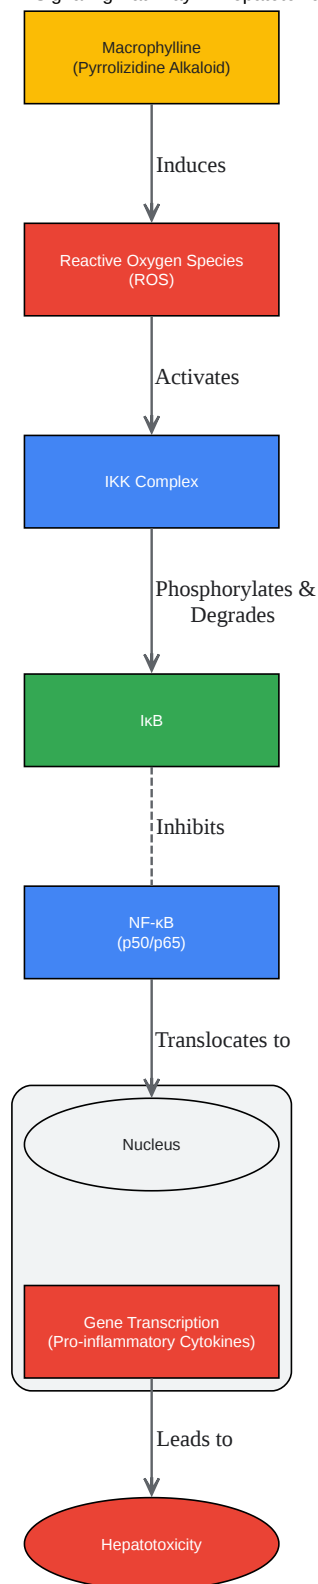 Macrophylline
(Pyrrolizidine Alkaloid)
Induces
Reactive Oxygen Species
(ROS)
Activates
IKK Complex
Phosphorylates &
Degrades
IκB
Inhibits
NF-κB
(p50/p65)
Translocates to
Nucleus
Gene Transcription
(Pro-inflammatory Cytokines)
Leads to
Hepatotoxicity